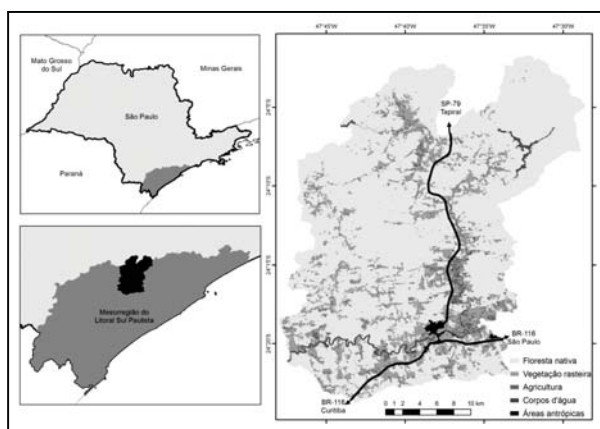 Mato Grosso
do Sul
Minas Gerais
São Paulo
Paraná
Mesorregião do
Litoral Sul Paulista
47°45'W
47°40'W
47°35'W
47°30'W
SP-79
Tapiraí
BR-116
São Paulo
BR-116
Curitiba
Floresta nativa
Vegetação rasteira
Agricultura
Corpos d'água
Áreas antrópicas
0 1 2 4 6 8 10 km